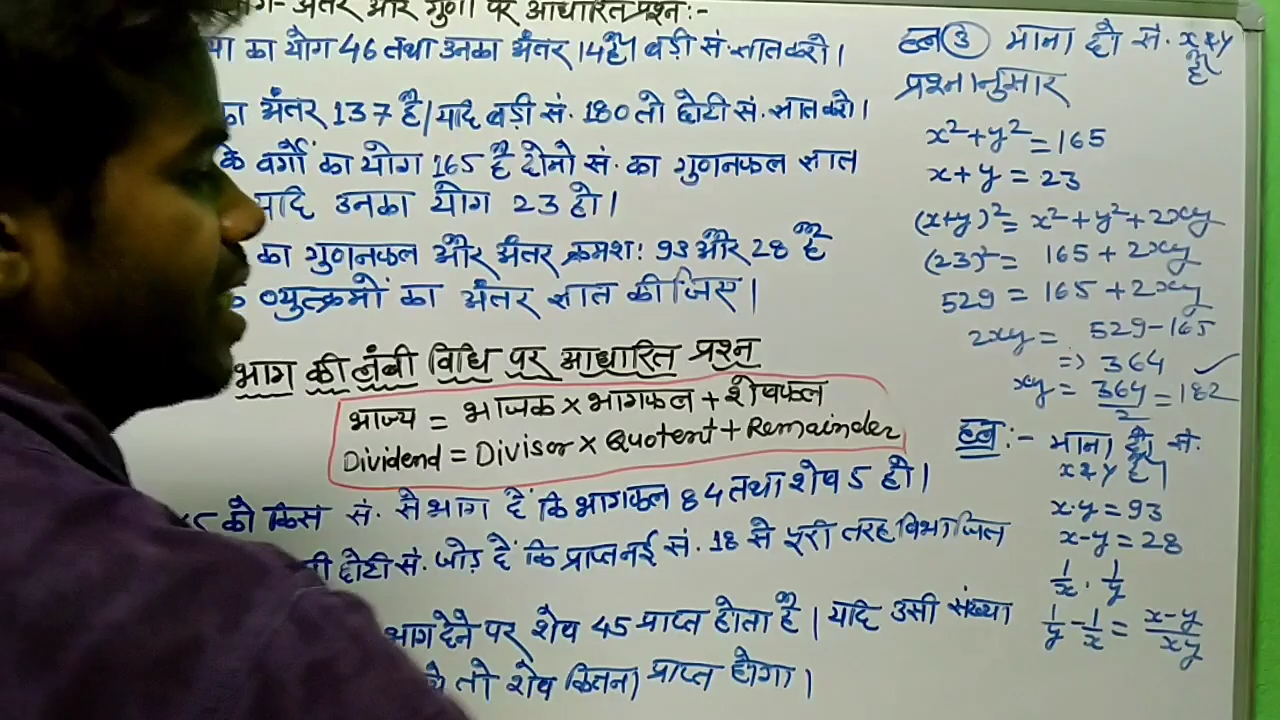 अंतर और गुणा पर आधारित प्रश्न:-
का योग 46 तथा उनका अंतर 14 है। बड़ी सं. ज्ञात करो।
का अंतर 137 है। यदि बड़ी सं. 180 तो छोटी सं. ज्ञात करो।
के वर्गों का योग 165 है दोनो सं. का गुणनफल ज्ञात
यदि उनका योग 23 हो।
का गुणनफल और अंतर क्रमश: 93 और 28 है
व्युत्क्रमों का अंतर ज्ञात कीजिए।
भाग की लंबी विधि पर आधारित प्रश्न
भाज्य = भाजक × भागफल + शेषफल
Dividend = Divisor × Quotent + Remainder
को किस सं. से भाग दें कि भागफल 84 तथा शेष 5 हो।
छोटी सं. जोड़ दें कि प्राप्त नई सं. 18 से पूरी तरह विभाजित
भाग देने पर शेष 45 प्राप्त होता है। यदि उसी संख्या
तो शेष कितना प्राप्त होगा।
हल ③ माना दो सं. x व y
है
प्रश्नानुसार
x² + y² = 165
x + y = 23
(x+y)² = x² + y² + 2xy
(23)² = 165 + 2xy
529 = 165 + 2xy
2xy = 529 - 165
=> 364
xy = 364/2 = 182
हल :- माना दो सं.
x व y है।
x.y = 93
x-y = 28
1/x . 1/y
1/y - 1/x = x-y/xy